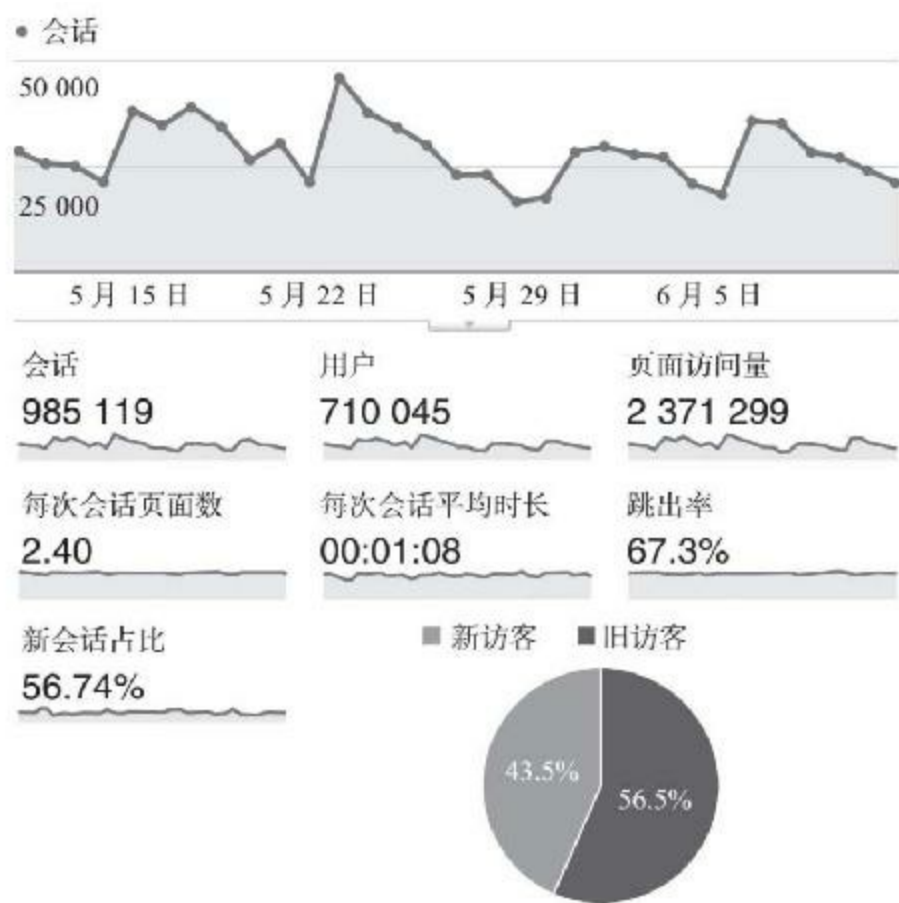 会话
50 000
25 000
5 月 15 日 5 月 22 日 5 月 29 日 6 月 5 日
会话 用户 页面访问量
985 119 710 045 2 371 299
每次会话页面数 每次会话平均时长 跳出率
2.40 00:01:08 67.3%
新会话占比 新访客 旧访客
56.74%
43.5%
56.5%